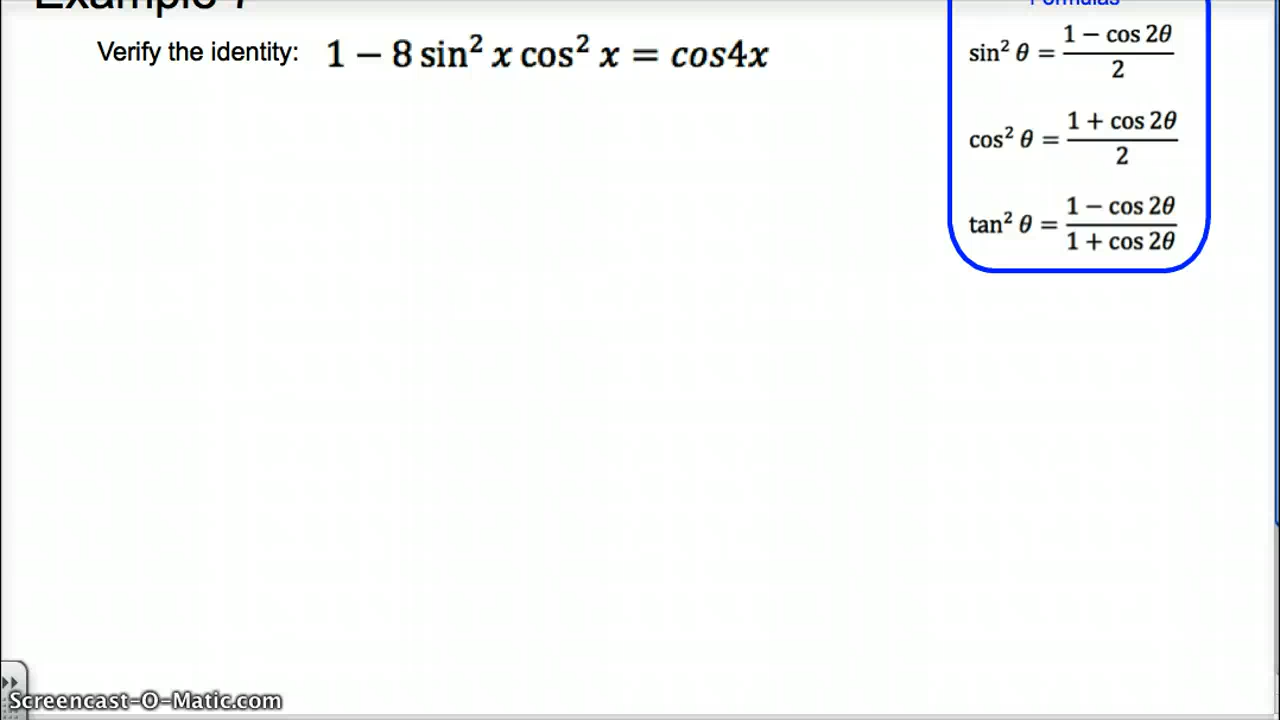 Example 7
Formulas
Verify the identity: 1 − 8 sin² x cos² x = cos4x
sin² θ = (1 − cos 2θ)/2
cos² θ = (1 + cos 2θ)/2
tan² θ = (1 − cos 2θ)/(1 + cos 2θ)
Screencast-O-Matic.com